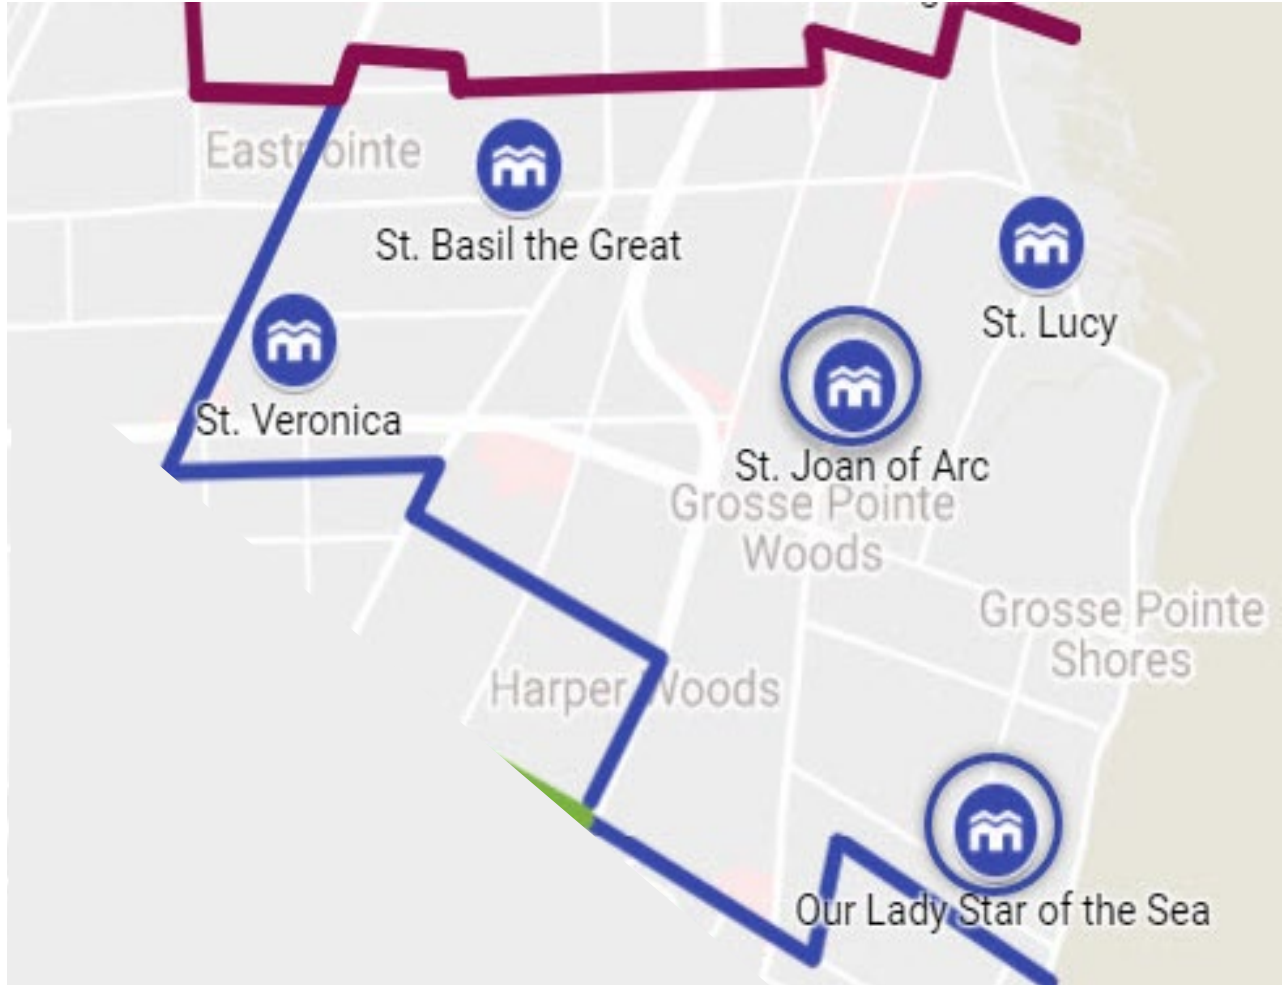 Eastpointe
St. Basil the Great
St. Lucy
St. Veronica
St. Joan of Arc
Grosse Pointe
Woods
Grosse Pointe
Shores
Harper Woods
Our Lady Star of the Sea